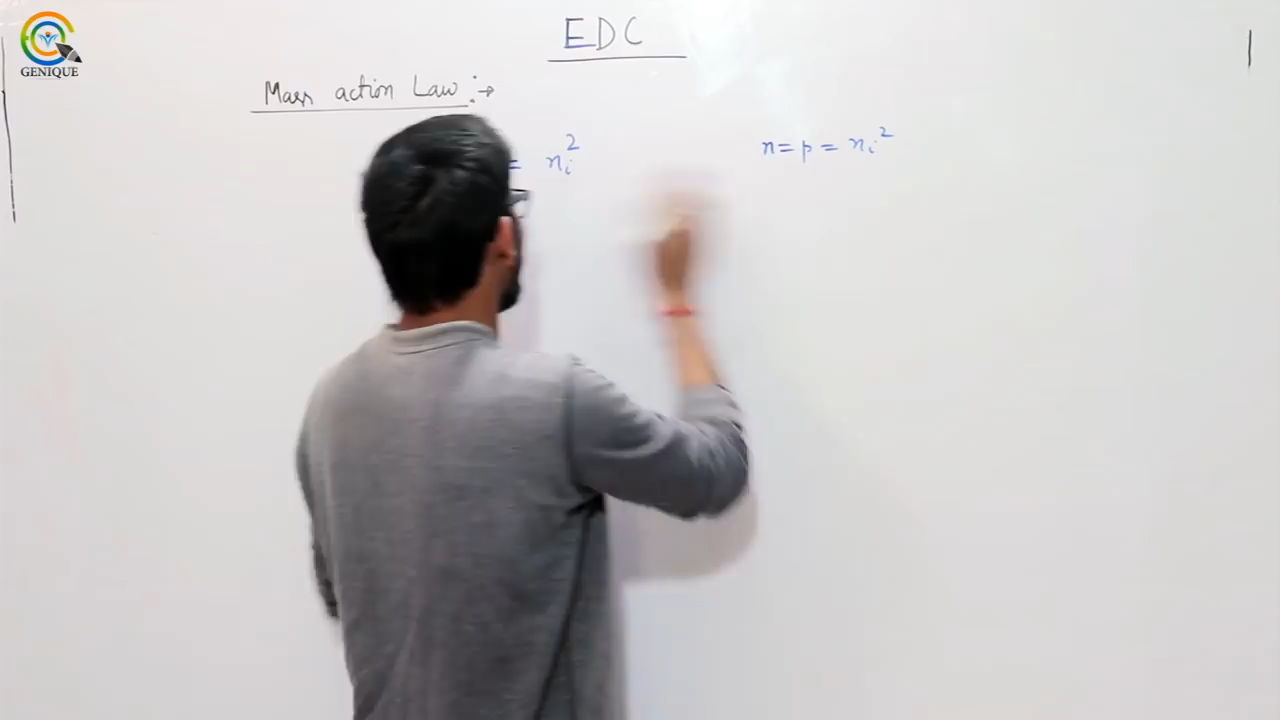 GENIQUE
EDC
Mass action Law :→
= nᵢ²
n = p = nᵢ²